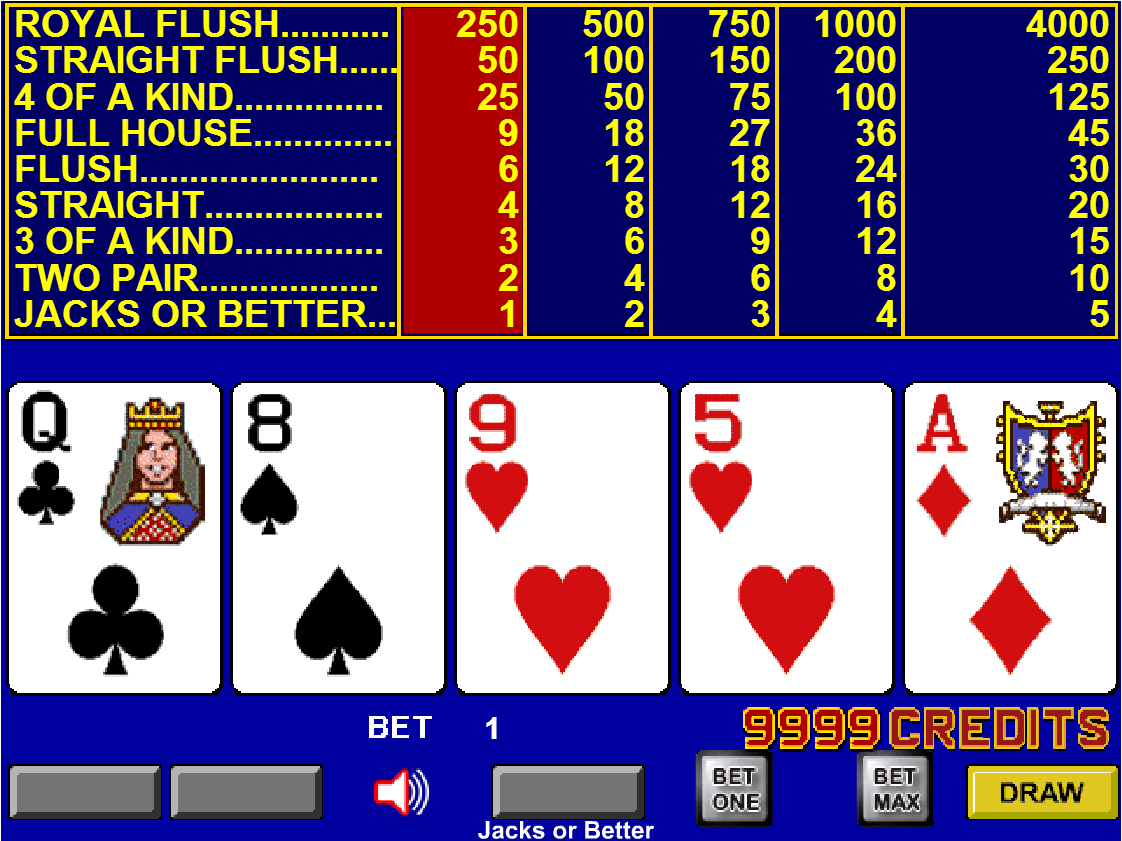 ROYAL FLUSH........... 250 500 750 1000 4000
STRAIGHT FLUSH...... 50 100 150 200 250
4 OF A KIND............... 25 50 75 100 125
FULL HOUSE.............. 9 18 27 36 45
FLUSH........................ 6 12 18 24 30
STRAIGHT.................. 4 8 12 16 20
3 OF A KIND............... 3 6 9 12 15
TWO PAIR.................. 2 4 6 8 10
JACKS OR BETTER... 1 2 3 4 5
Q 8 9 5 A
BET 1 9999 CREDITS
BET ONE BET MAX DRAW
Jacks or Better